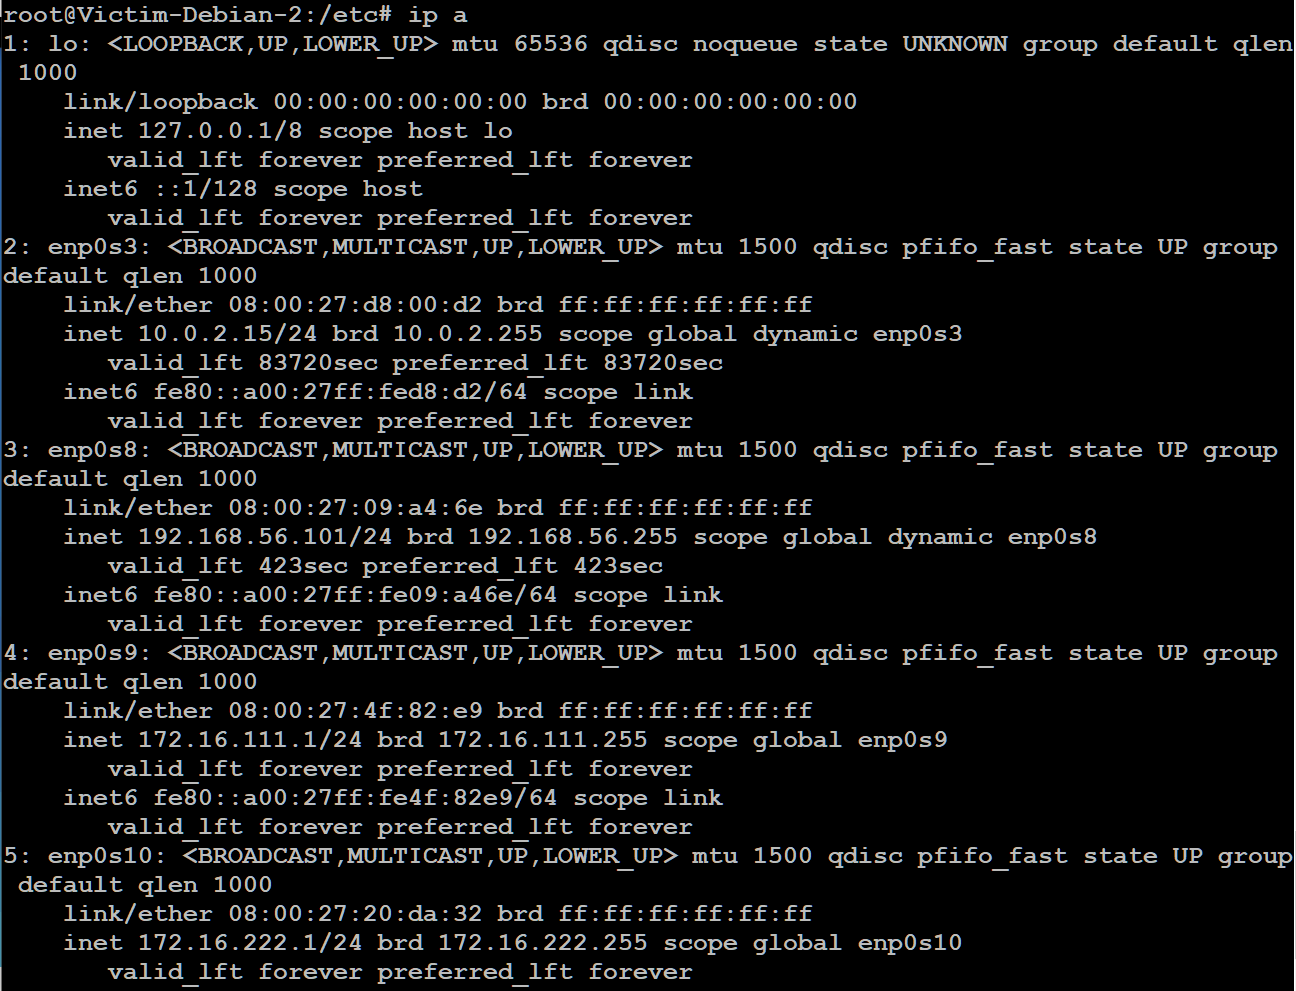 root@Victim-Debian-2:/etc# ip a
1: lo: <LOOPBACK,UP,LOWER_UP> mtu 65536 qdisc noqueue state UNKNOWN group default qlen
 1000
    link/loopback 00:00:00:00:00:00 brd 00:00:00:00:00:00
    inet 127.0.0.1/8 scope host lo
       valid_lft forever preferred_lft forever
    inet6 ::1/128 scope host
       valid_lft forever preferred_lft forever
2: enp0s3: <BROADCAST,MULTICAST,UP,LOWER_UP> mtu 1500 qdisc pfifo_fast state UP group
default qlen 1000
    link/ether 08:00:27:d8:00:d2 brd ff:ff:ff:ff:ff:ff
    inet 10.0.2.15/24 brd 10.0.2.255 scope global dynamic enp0s3
       valid_lft 83720sec preferred_lft 83720sec
    inet6 fe80::a00:27ff:fed8:d2/64 scope link
       valid_lft forever preferred_lft forever
3: enp0s8: <BROADCAST,MULTICAST,UP,LOWER_UP> mtu 1500 qdisc pfifo_fast state UP group
default qlen 1000
    link/ether 08:00:27:09:a4:6e brd ff:ff:ff:ff:ff:ff
    inet 192.168.56.101/24 brd 192.168.56.255 scope global dynamic enp0s8
       valid_lft 423sec preferred_lft 423sec
    inet6 fe80::a00:27ff:fe09:a46e/64 scope link
       valid_lft forever preferred_lft forever
4: enp0s9: <BROADCAST,MULTICAST,UP,LOWER_UP> mtu 1500 qdisc pfifo_fast state UP group
default qlen 1000
    link/ether 08:00:27:4f:82:e9 brd ff:ff:ff:ff:ff:ff
    inet 172.16.111.1/24 brd 172.16.111.255 scope global enp0s9
       valid_lft forever preferred_lft forever
    inet6 fe80::a00:27ff:fe4f:82e9/64 scope link
       valid_lft forever preferred_lft forever
5: enp0s10: <BROADCAST,MULTICAST,UP,LOWER_UP> mtu 1500 qdisc pfifo_fast state UP group
 default qlen 1000
    link/ether 08:00:27:20:da:32 brd ff:ff:ff:ff:ff:ff
    inet 172.16.222.1/24 brd 172.16.222.255 scope global enp0s10
       valid_lft forever preferred_lft forever